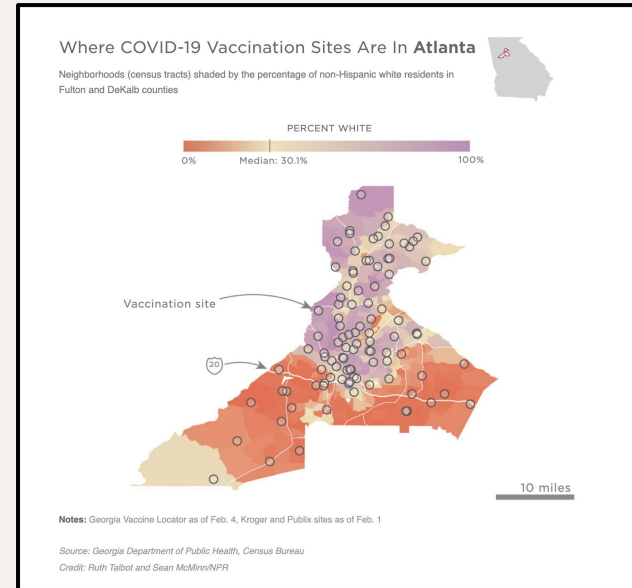 Where COVID-19 Vaccination Sites Are In Atlanta
Neighborhoods (census tracts) shaded by the percentage of non-Hispanic white residents in
Fulton and DeKalb counties
PERCENT WHITE
0%
Median: 30.1%
100%
Vaccination site
20
10 miles
Notes: Georgia Vaccine Locator as of Feb. 4, Kroger and Publix sites as of Feb. 1
Source: Georgia Department of Public Health, Census Bureau
Credit: Ruth Talbot and Sean McMinn/NPR